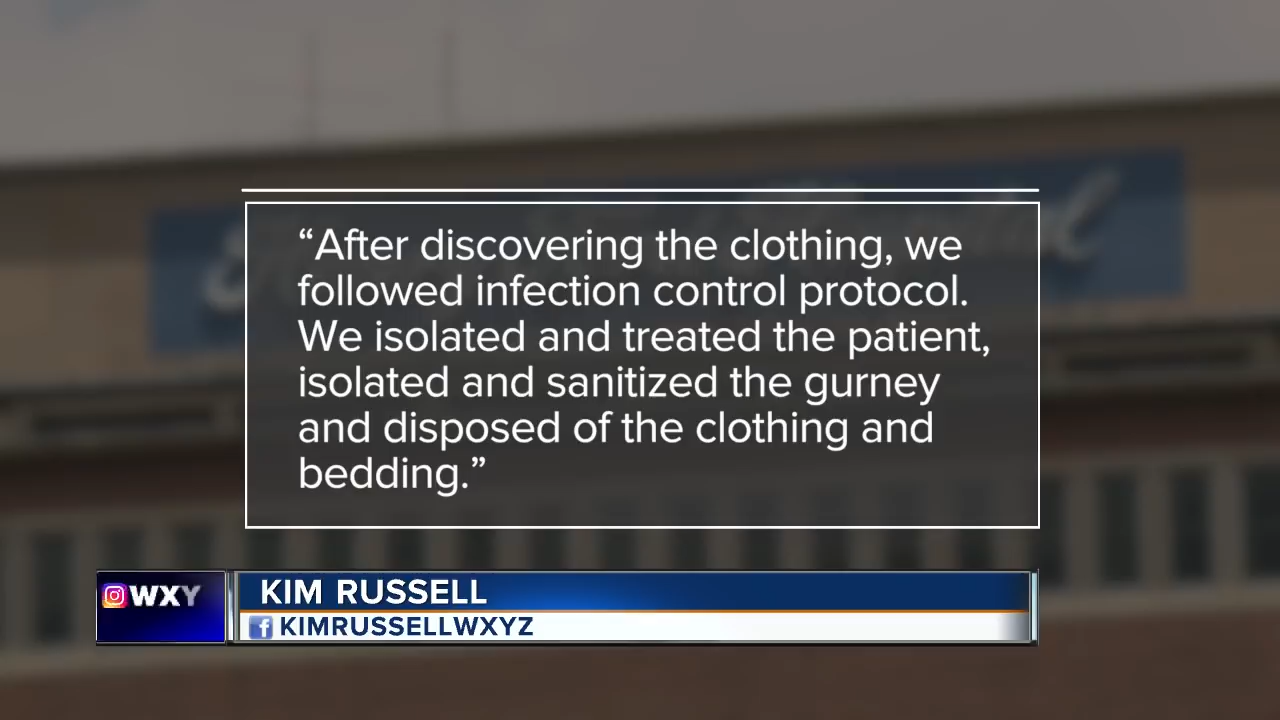 “After discovering the clothing, we
followed infection control protocol.
We isolated and treated the patient,
isolated and sanitized the gurney
and disposed of the clothing and
bedding.”
WXY
KIM RUSSELL
KIMRUSSELLWXYZ